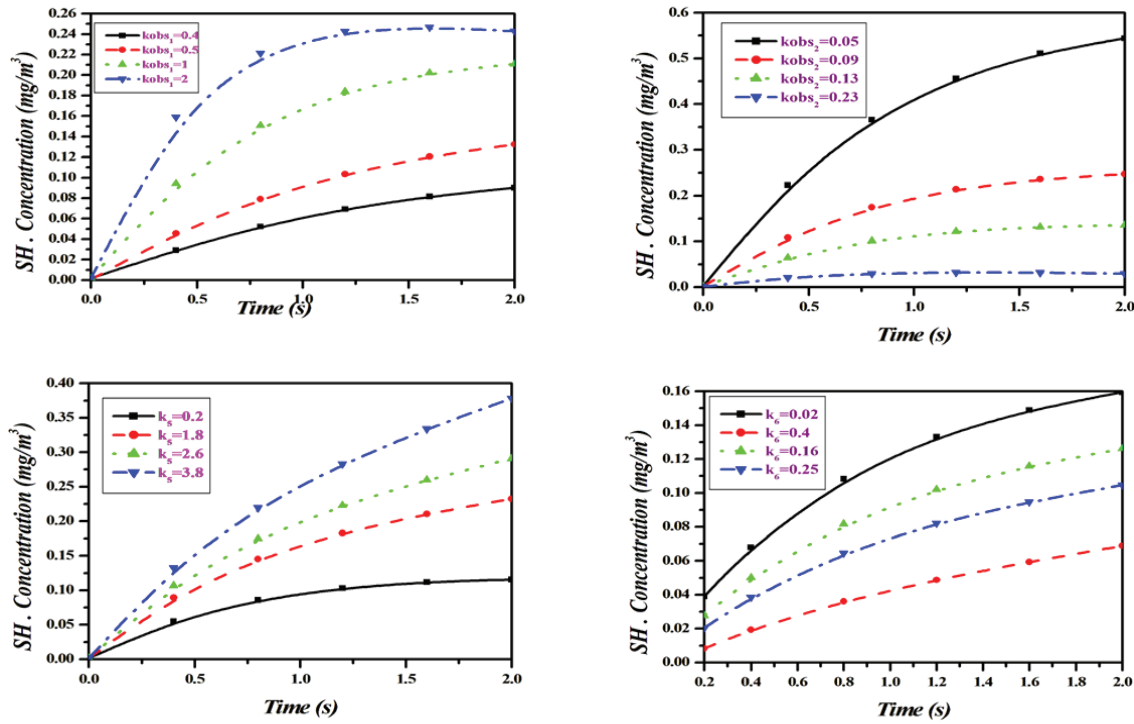 0.26
0.24
0.22
0.20
0.18
0.16
0.14
0.12
0.10
0.08
0.06
0.04
0.02
0.00
SH . Concentration (mg/m³)
kobs₁=0.4
kobs₁=0.5
kobs₁=1
kobs₁=2
0.0 0.5 1.0 1.5 2.0
Time (s)
0.6
0.5
0.4
0.3
0.2
0.1
0.0
SH . Concentration (mg/m³)
kobs₂=0.05
kobs₂=0.09
kobs₂=0.13
kobs₂=0.23
0.0 0.5 1.0 1.5 2.0
Time (s)
0.40
0.35
0.30
0.25
0.20
0.15
0.10
0.05
0.00
SH . Concentration (mg/m³)
k₅=0.2
k₅=1.8
k₅=2.6
k₅=3.8
0.0 0.5 1.0 1.5 2.0
Time (s)
0.16
0.14
0.12
0.10
0.08
0.06
0.04
0.02
0.00
SH . Concentration (mg/m³)
k₆=0.02
k₆=0.4
k₆=0.16
k₆=0.25
0.2 0.4 0.6 0.8 1.0 1.2 1.4 1.6 1.8 2.0
Time (s)